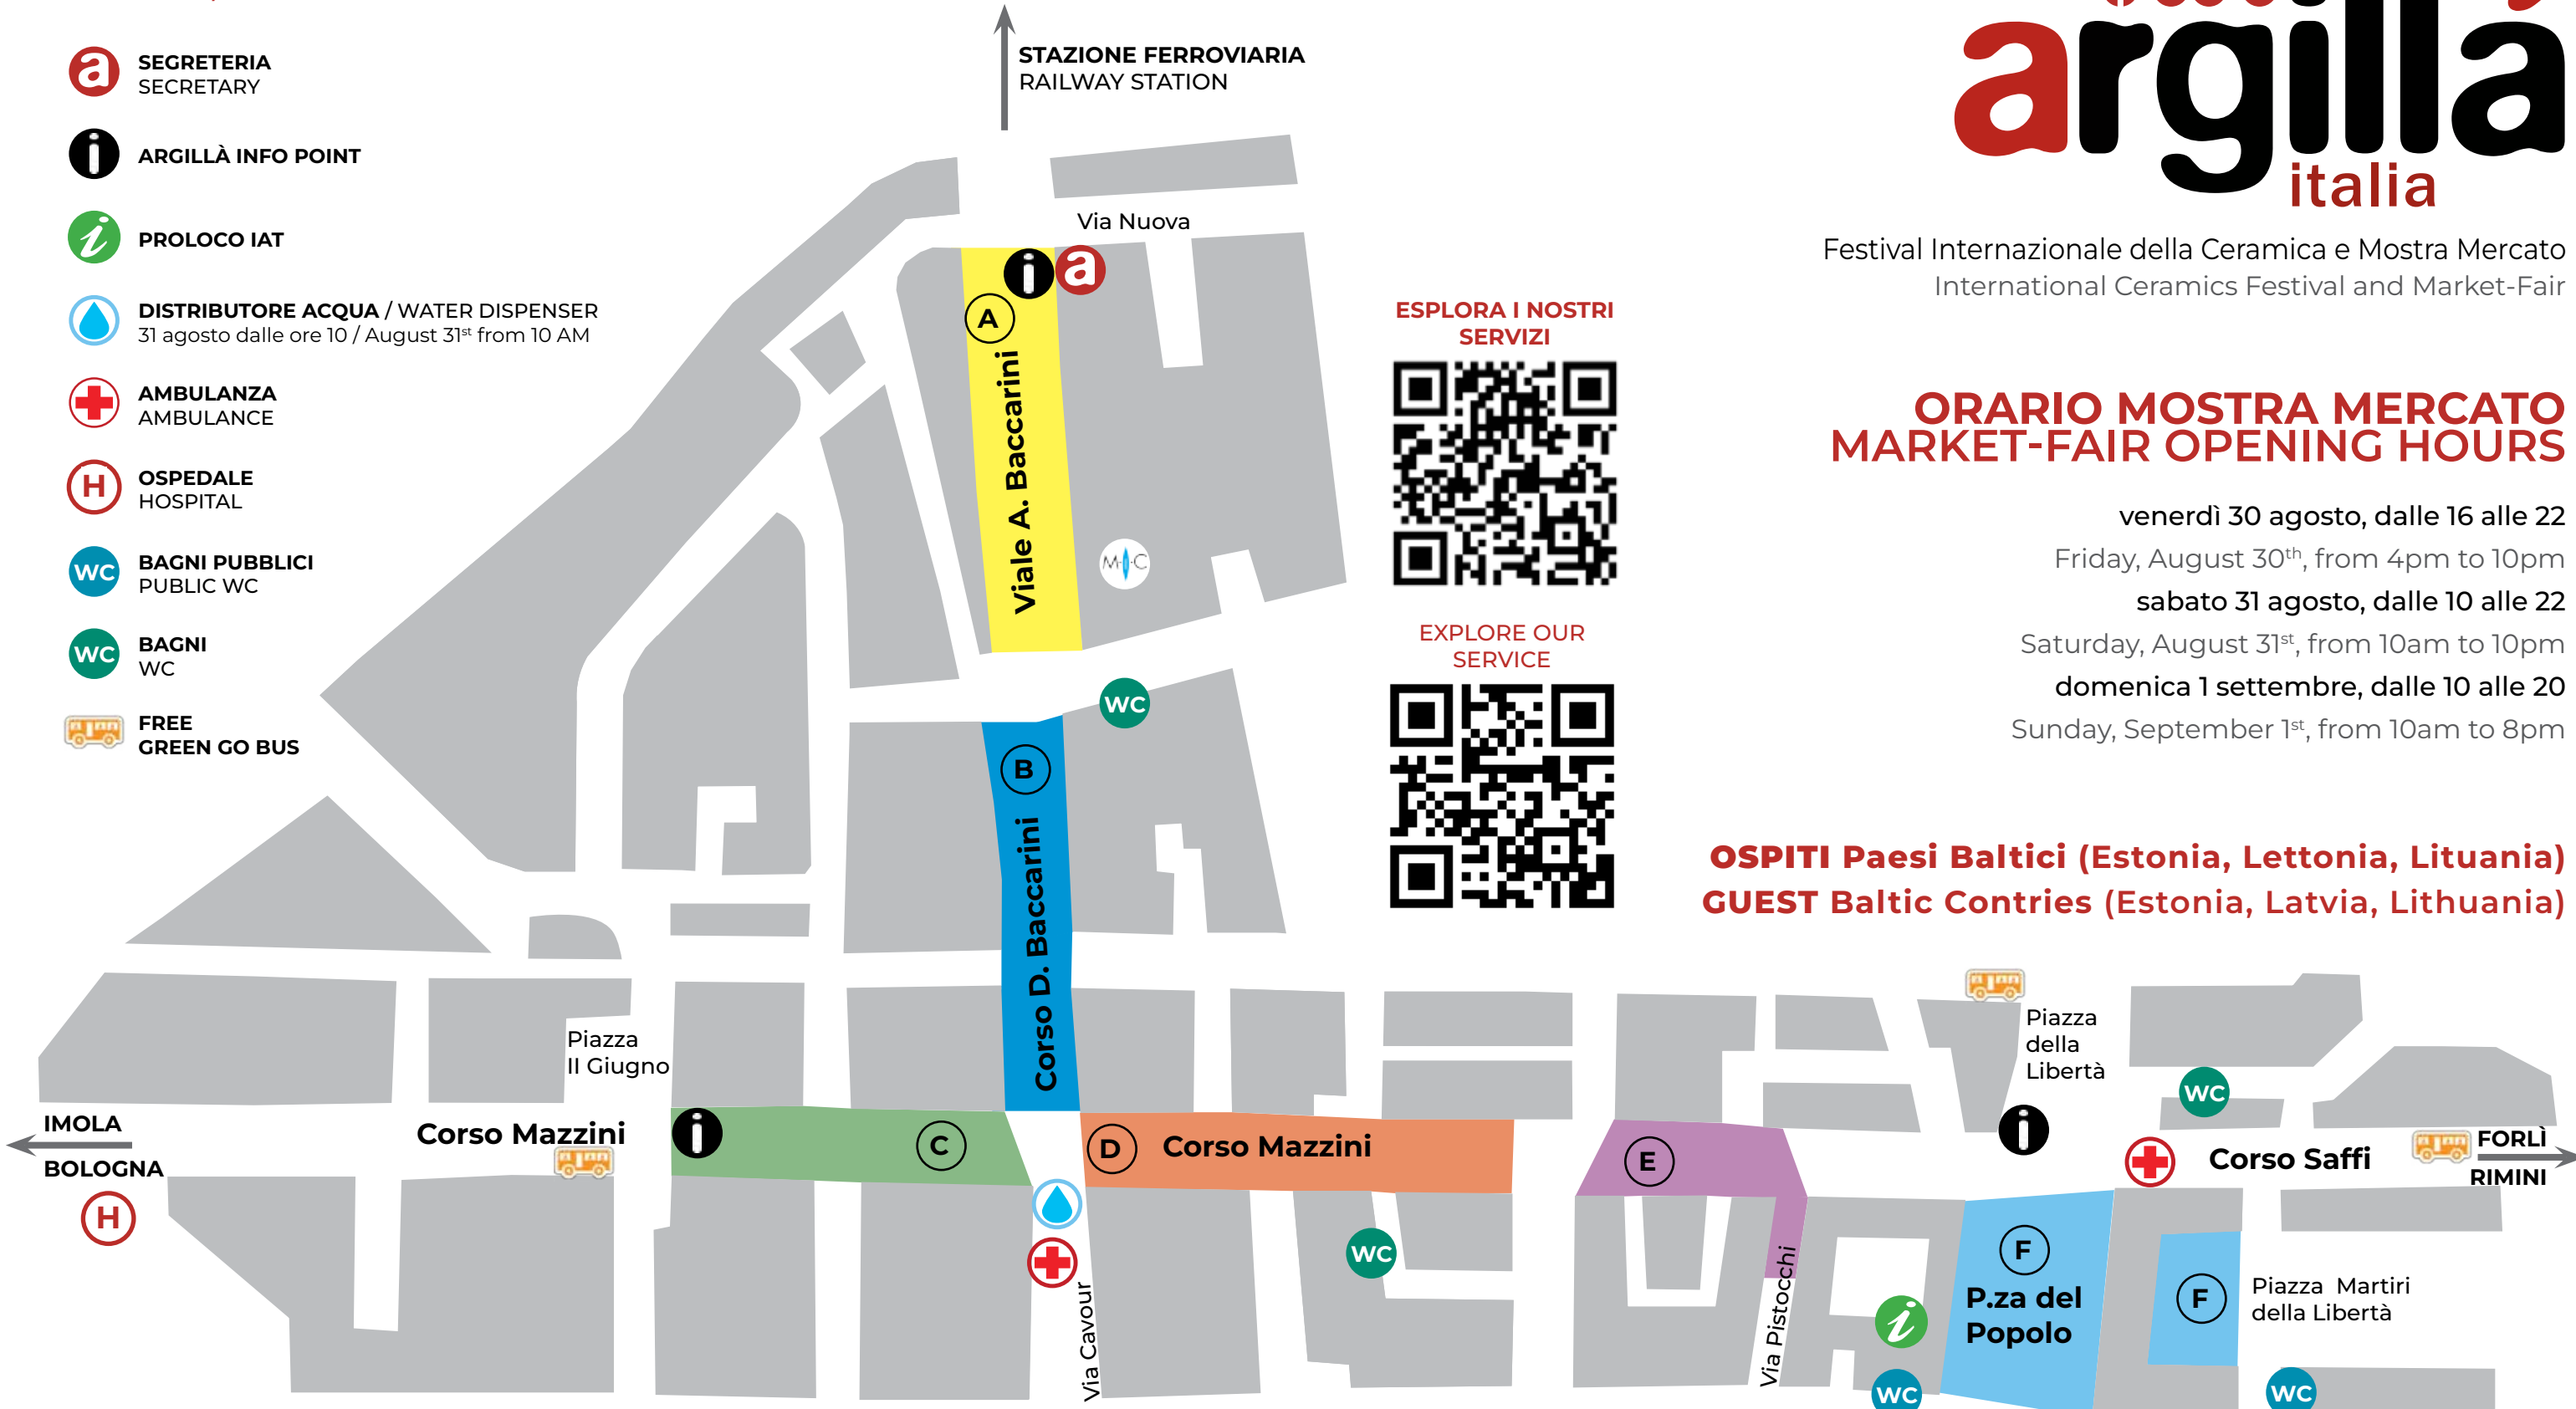 a SEGRETERIA
SECRETARY
i ARGILLÀ INFO POINT
i PROLOCO IAT
DISTRIBUTORE ACQUA / WATER DISPENSER
31 agosto dalle ore 10 / August 31st from 10 AM
AMBULANZA
AMBULANCE
H OSPEDALE
HOSPITAL
WC BAGNI PUBBLICI
PUBLIC WC
WC BAGNI
WC
FREE
GREEN GO BUS
STAZIONE FERROVIARIA
RAILWAY STATION
Via Nuova
i
a
A
Viale A. Baccarini
M-I-C
WC
B
Corso D. Baccarini
ESPLORA I NOSTRI
SERVIZI
EXPLORE OUR
SERVICE
argillà
italia
Festival Internazionale della Ceramica e Mostra Mercato
International Ceramics Festival and Market-Fair
ORARIO MOSTRA MERCATO
MARKET-FAIR OPENING HOURS
venerdì 30 agosto, dalle 16 alle 22
Friday, August 30th, from 4pm to 10pm
sabato 31 agosto, dalle 10 alle 22
Saturday, August 31st, from 10am to 10pm
domenica 1 settembre, dalle 10 alle 20
Sunday, September 1st, from 10am to 8pm
OSPITI Paesi Baltici (Estonia, Lettonia, Lituania)
GUEST Baltic Contries (Estonia, Latvia, Lithuania)
Piazza
II Giugno
IMOLA
BOLOGNA
H
Corso Mazzini
i
C
D
Corso Mazzini
Via Cavour
WC
E
Via Pistocchi
Piazza
della
Libertà
i
WC
Corso Saffi
FORLÌ
RIMINI
F
P.za del
Popolo
i
WC
F
Piazza Martiri
della Libertà
WC